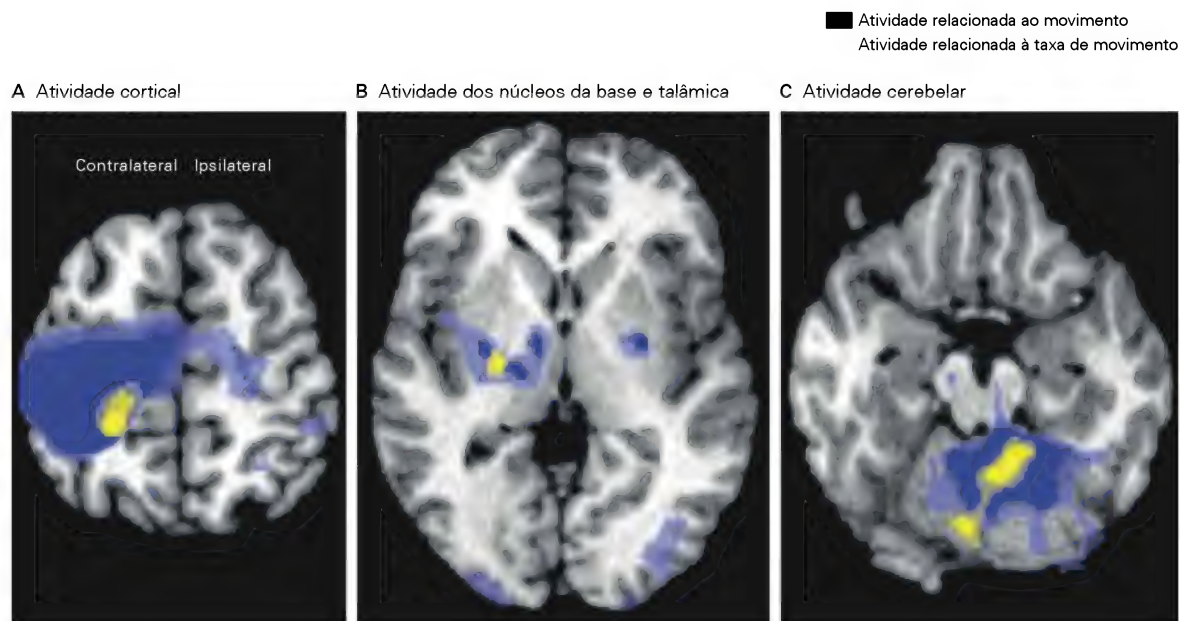 Atividade relacionada ao movimento
Atividade relacionada à taxa de movimento
A Atividade cortical
B Atividade dos núcleos da base e talâmica
C Atividade cerebelar
Contralateral Ipsilateral